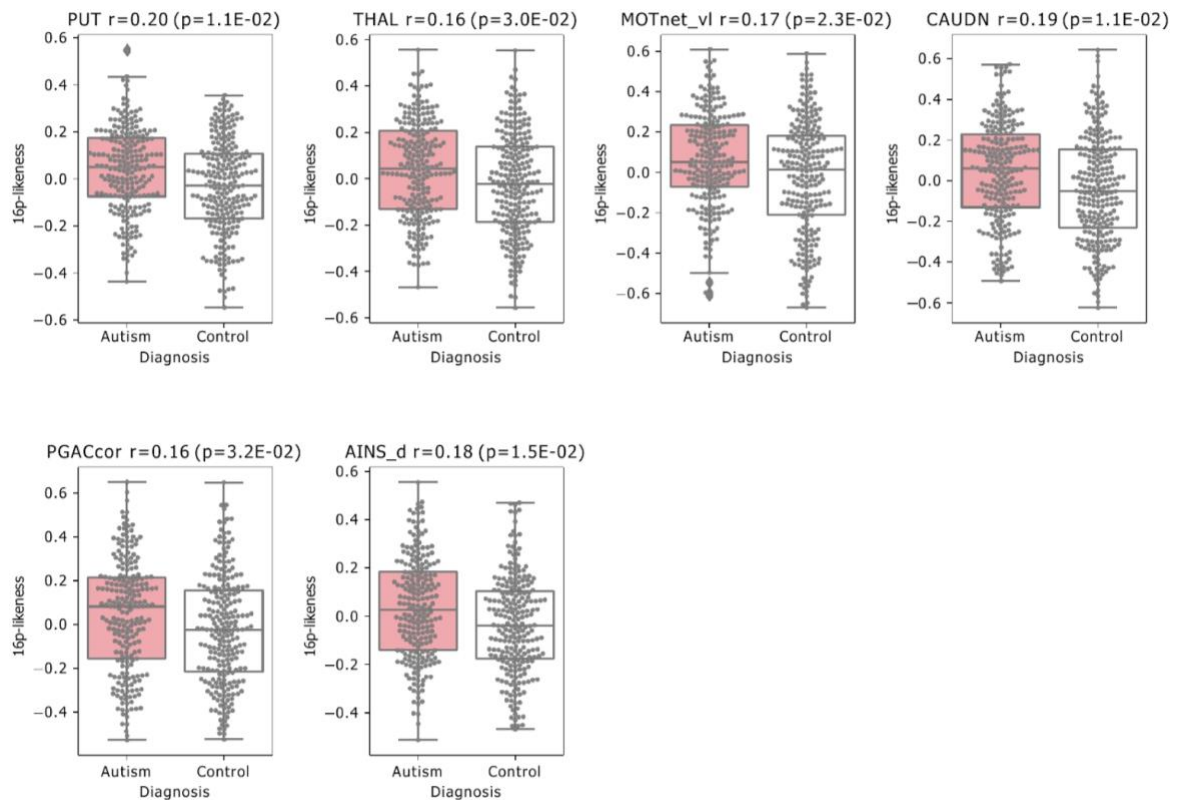 PUT r=0.20 (p=1.1E-02)
THAL r=0.16 (p=3.0E-02)
MOTnet_vl r=0.17 (p=2.3E-02)
CAUDN r=0.19 (p=1.1E-02)
16p-likeness
0.6
0.4
0.2
0.0
−0.2
−0.4
−0.6
Autism
Control
Diagnosis
16p-likeness
0.6
0.4
0.2
0.0
−0.2
−0.4
−0.6
Autism
Control
Diagnosis
16p-likeness
0.6
0.4
0.2
0.0
−0.2
−0.4
−0.6
Autism
Control
Diagnosis
16p-likeness
0.6
0.4
0.2
0.0
−0.2
−0.4
−0.6
Autism
Control
Diagnosis
PGACcor r=0.16 (p=3.2E-02)
AINS_d r=0.18 (p=1.5E-02)
16p-likeness
0.6
0.4
0.2
0.0
−0.2
−0.4
Autism
Control
Diagnosis
16p-likeness
0.6
0.4
0.2
0.0
−0.2
−0.4
Autism
Control
Diagnosis